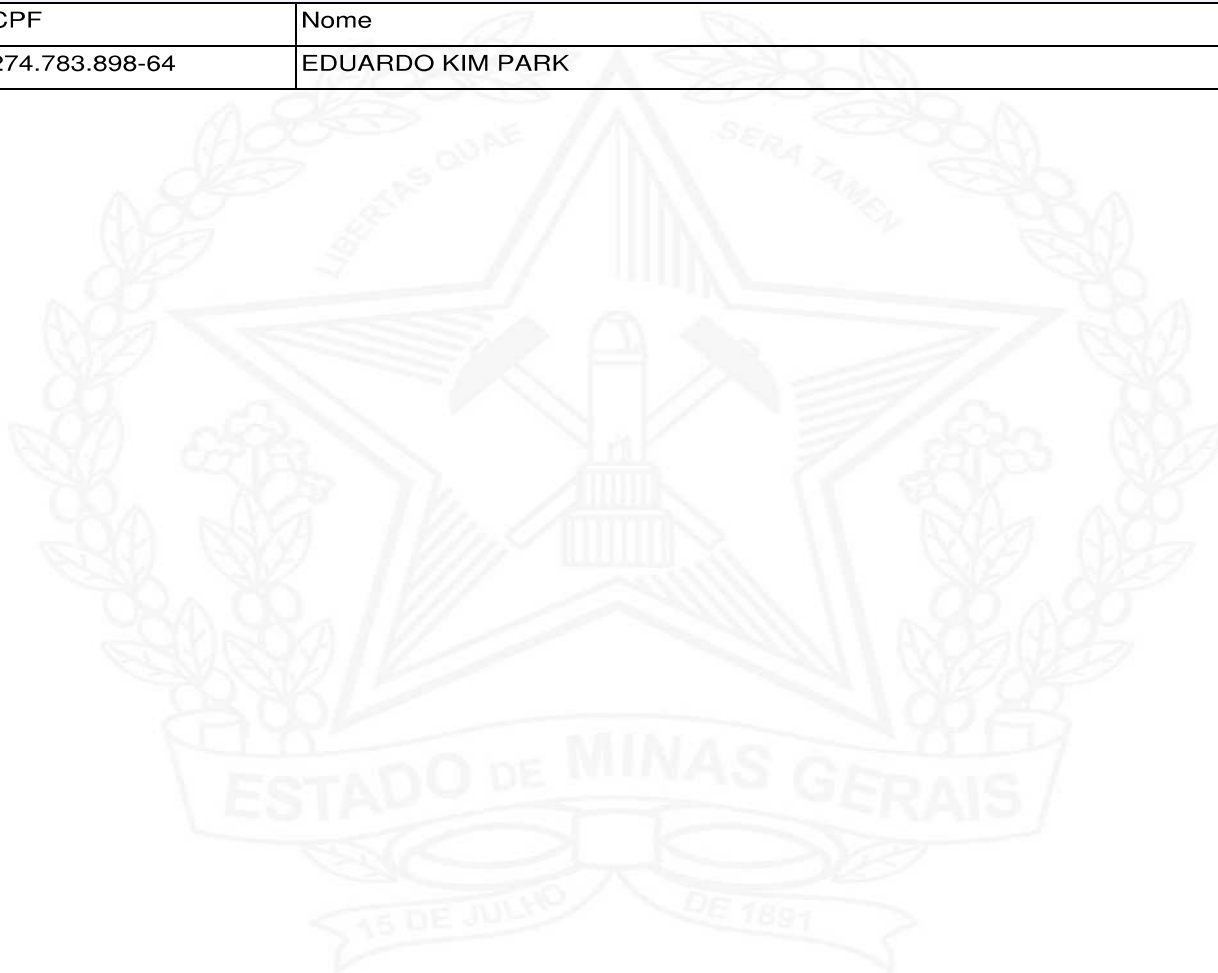 CPF Nome
274.783.898-64 EDUARDO KIM PARK
LIBERTAS QUAE SERA TAMEN
ESTADO DE MINAS GERAIS
15 DE JULHO DE 1891